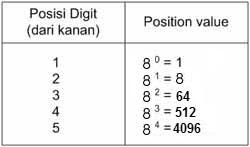 Posisi Digit (dari kanan) | Position value
1 | 8⁰ = 1
2 | 8¹ = 8
3 | 8² = 64
4 | 8³ = 512
5 | 8⁴ = 4096